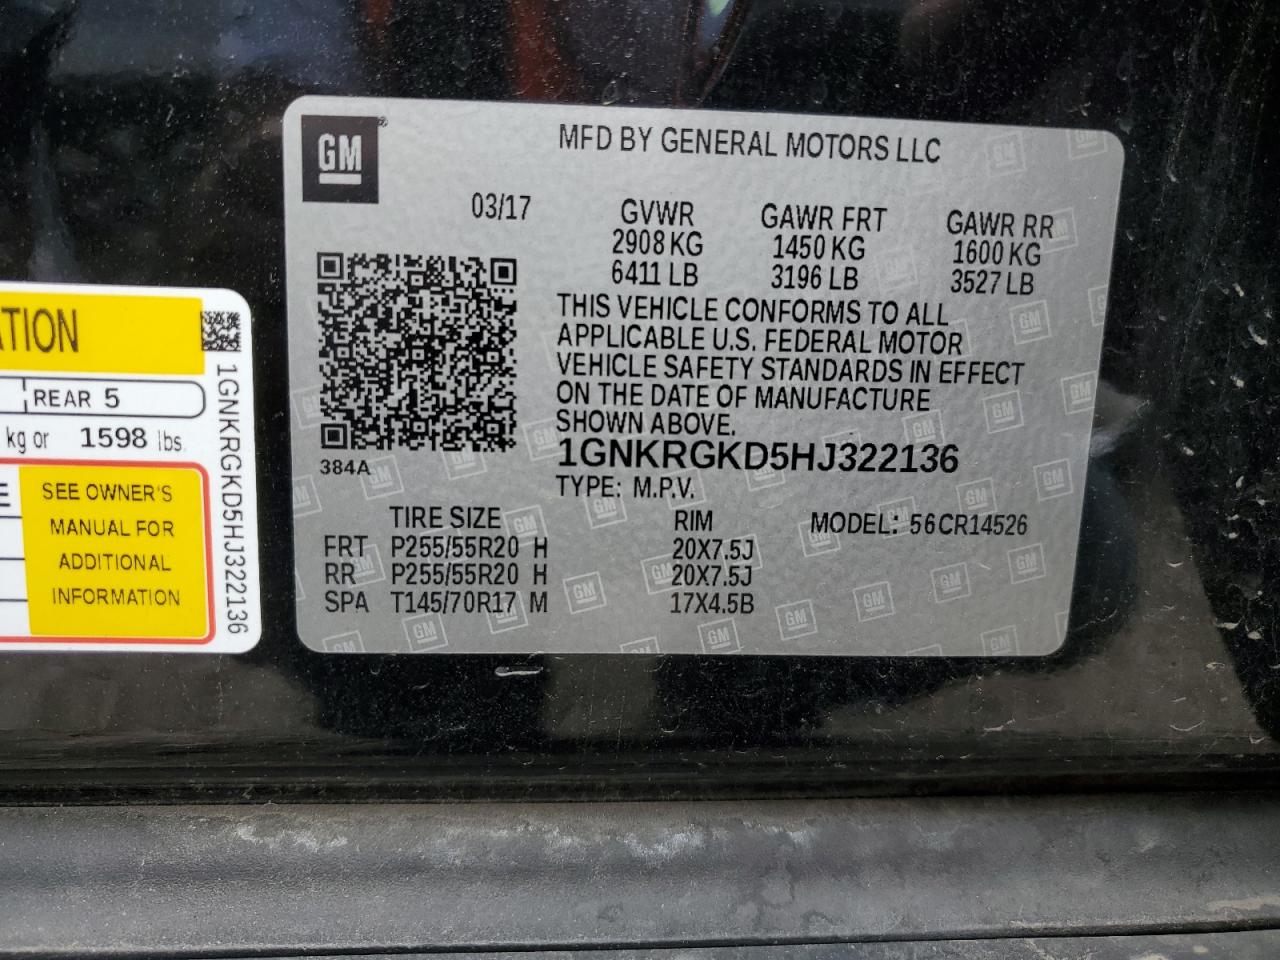 GM
MFD BY GENERAL MOTORS LLC
03/17
GVWR GAWR FRT GAWR RR
2908 KG 1450 KG 1600 KG
6411 LB 3196 LB 3527 LB
THIS VEHICLE CONFORMS TO ALL
APPLICABLE U.S. FEDERAL MOTOR
VEHICLE SAFETY STANDARDS IN EFFECT
ON THE DATE OF MANUFACTURE
SHOWN ABOVE.
384A
1GNKRGKD5HJ322136
TYPE: M.P.V.
TIRE SIZE RIM MODEL: 56CR14526
FRT P255/55R20 H 20X7.5J
RR P255/55R20 H 20X7.5J
SPA T145/70R17 M 17X4.5B
ATION
REAR 5
kg or 1598 lbs.
E
SEE OWNER'S
MANUAL FOR
ADDITIONAL
INFORMATION
1GNKRGKD5HJ322136